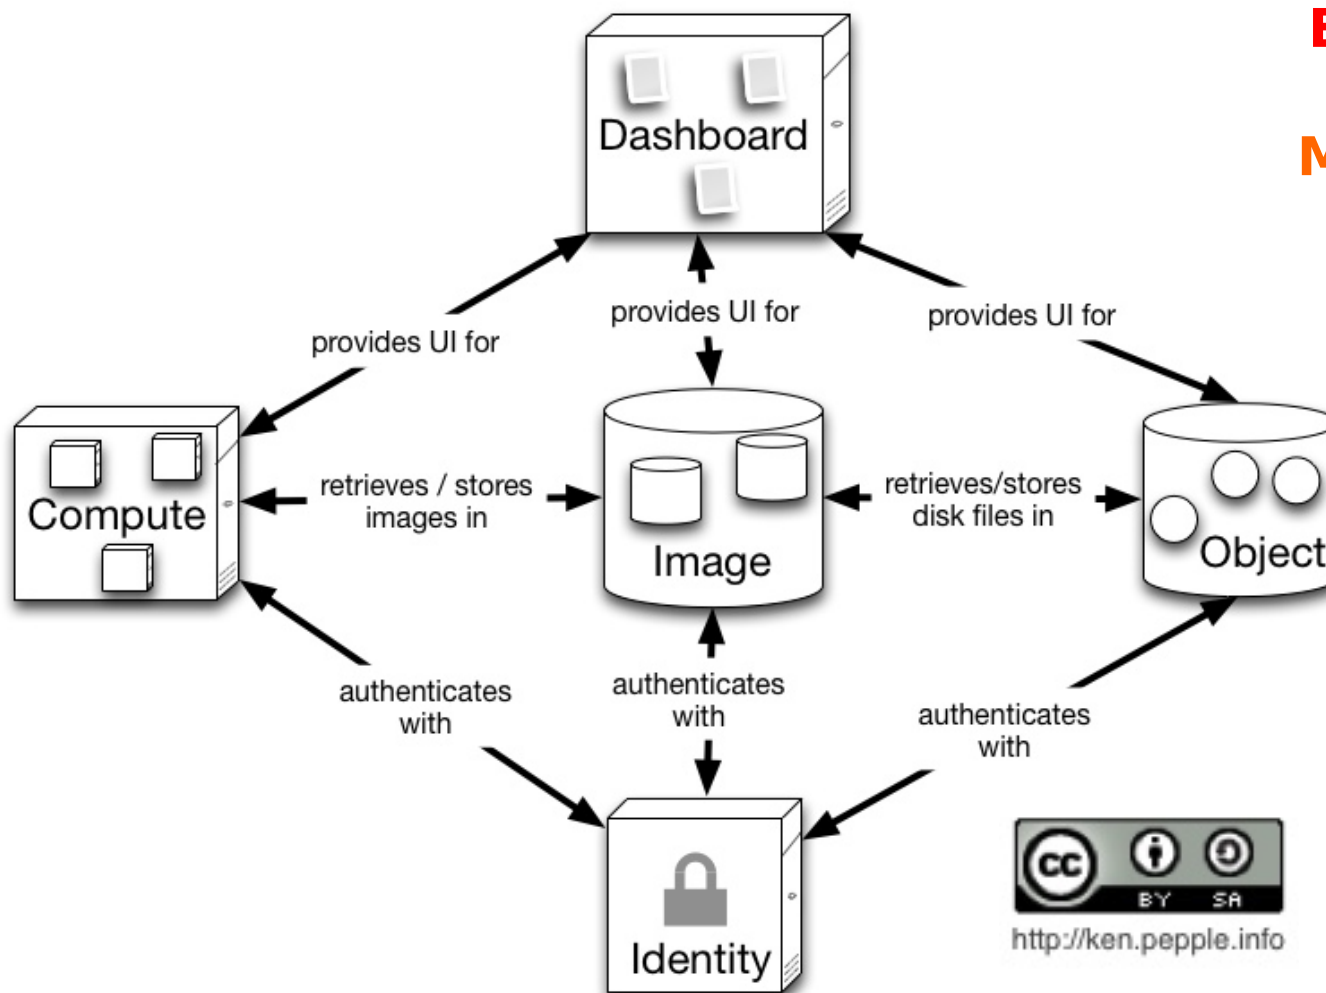 Dashboard
provides UI for
provides UI for
provides UI for
Compute
retrieves / stores
images in
Image
retrieves/stores
disk files in
Object
authenticates
with
authenticates
with
authenticates
with
Identity
cc
BY SA
http://ken.pepple.info